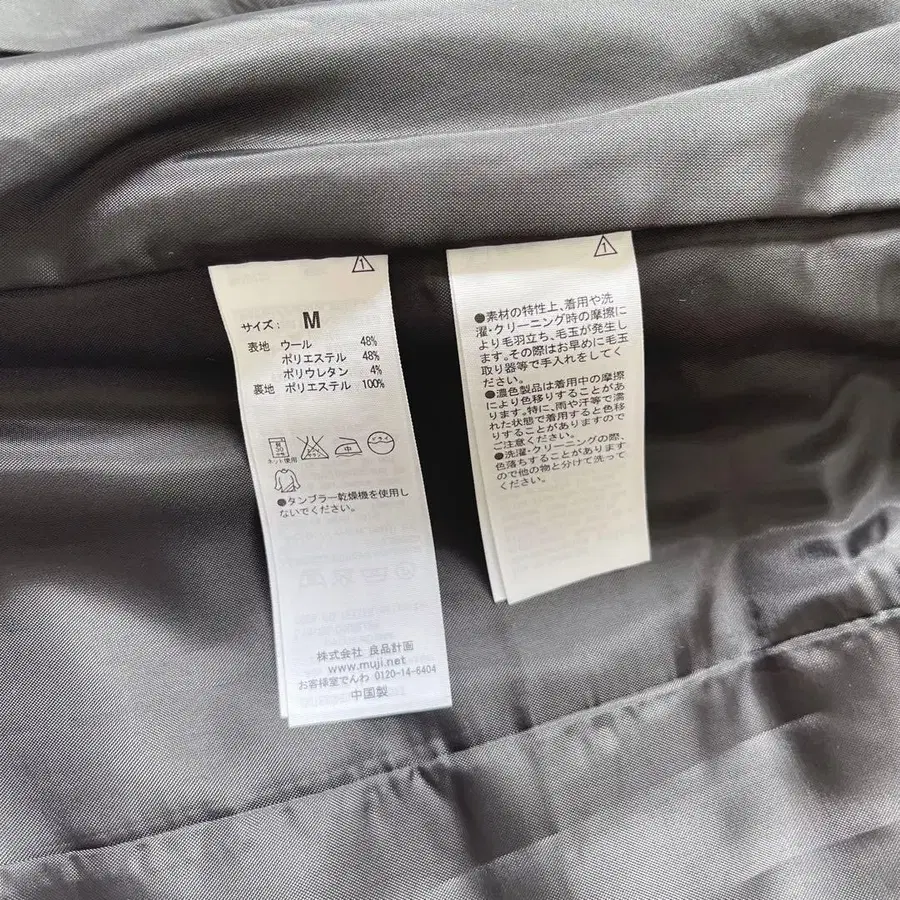 1
サイズ: M
表地 ウール 48%
ポリエステル 48%
ポリウレタン 4%
裏地 ポリエステル 100%
ネット使用
中
ドライ
●タンブラー乾燥機を使用し
ないでください。
株式会社 良品計画
www.muji.net
お客様室でんわ 0120-14-6404
中国製
1
●素材の特性上、着用や洗
濯・クリーニング時の摩擦に
より毛羽立ち、毛玉が発生し
ます。その際はお早めに毛玉
取り器等で手入れをしてく
ださい。
●濃色製品は着用中の摩擦
により色移りすることがあ
ります。特に、雨や汗等で濡
れた状態で着用すると色移
りすることがありますので
ご注意ください。
●洗濯・クリーニングの際、
色落ちすることがあります
ので他の物と分けて洗って
ください。